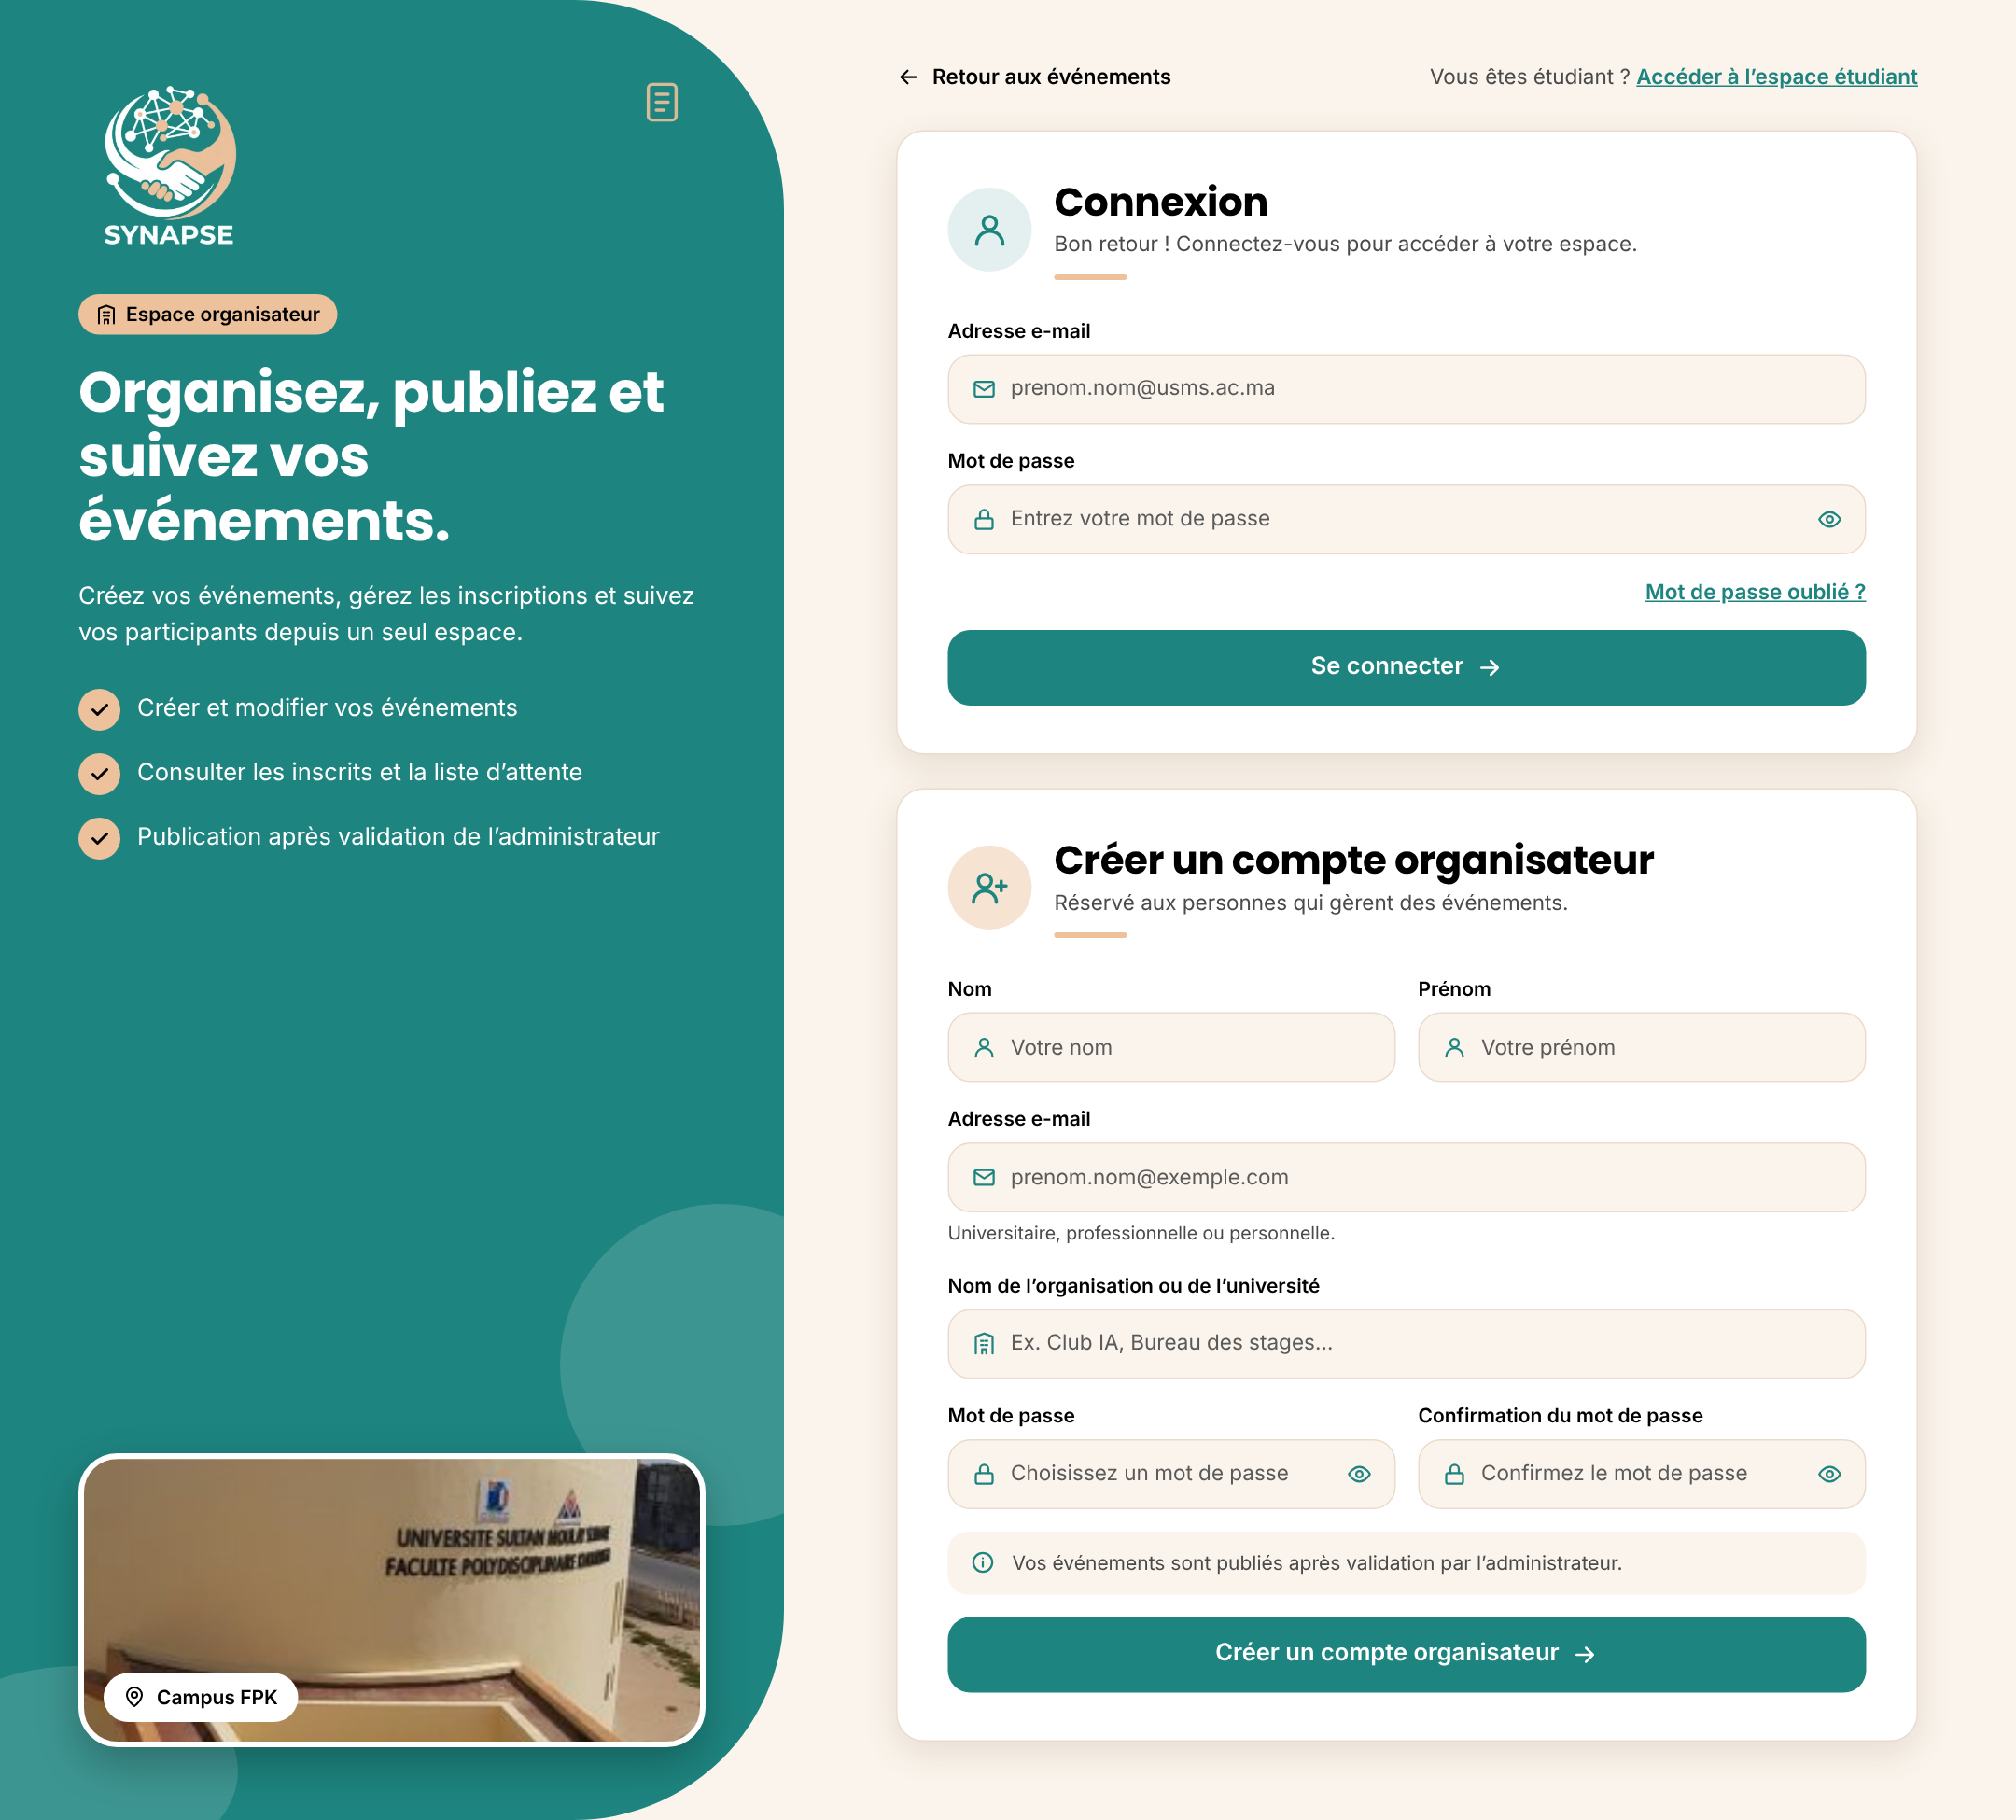 SYNAPSE
Espace organisateur
Organisez, publiez et
suivez vos
événements.
Créez vos événements, gérez les inscriptions et suivez
vos participants depuis un seul espace.
Créer et modifier vos événements
Consulter les inscrits et la liste d’attente
Publication après validation de l’administrateur
UNIVERSITE SULTAN MOULAY
FACULTE POLYDISCIPLINAIRE
Campus FPK
Retour aux événements
Vous êtes étudiant ? Accéder à l’espace étudiant
Connexion
Bon retour ! Connectez-vous pour accéder à votre espace.
Adresse e-mail
prenom.nom@usms.ac.ma
Mot de passe
Entrez votre mot de passe
Mot de passe oublié ?
Se connecter →
Créer un compte organisateur
Réservé aux personnes qui gèrent des événements.
Nom Prénom
Votre nom Votre prénom
Adresse e-mail
prenom.nom@exemple.com
Universitaire, professionnelle ou personnelle.
Nom de l’organisation ou de l’université
Ex. Club IA, Bureau des stages...
Mot de passe Confirmation du mot de passe
Choisissez un mot de passe Confirmez le mot de passe
Vos événements sont publiés après validation par l’administrateur.
Créer un compte organisateur →